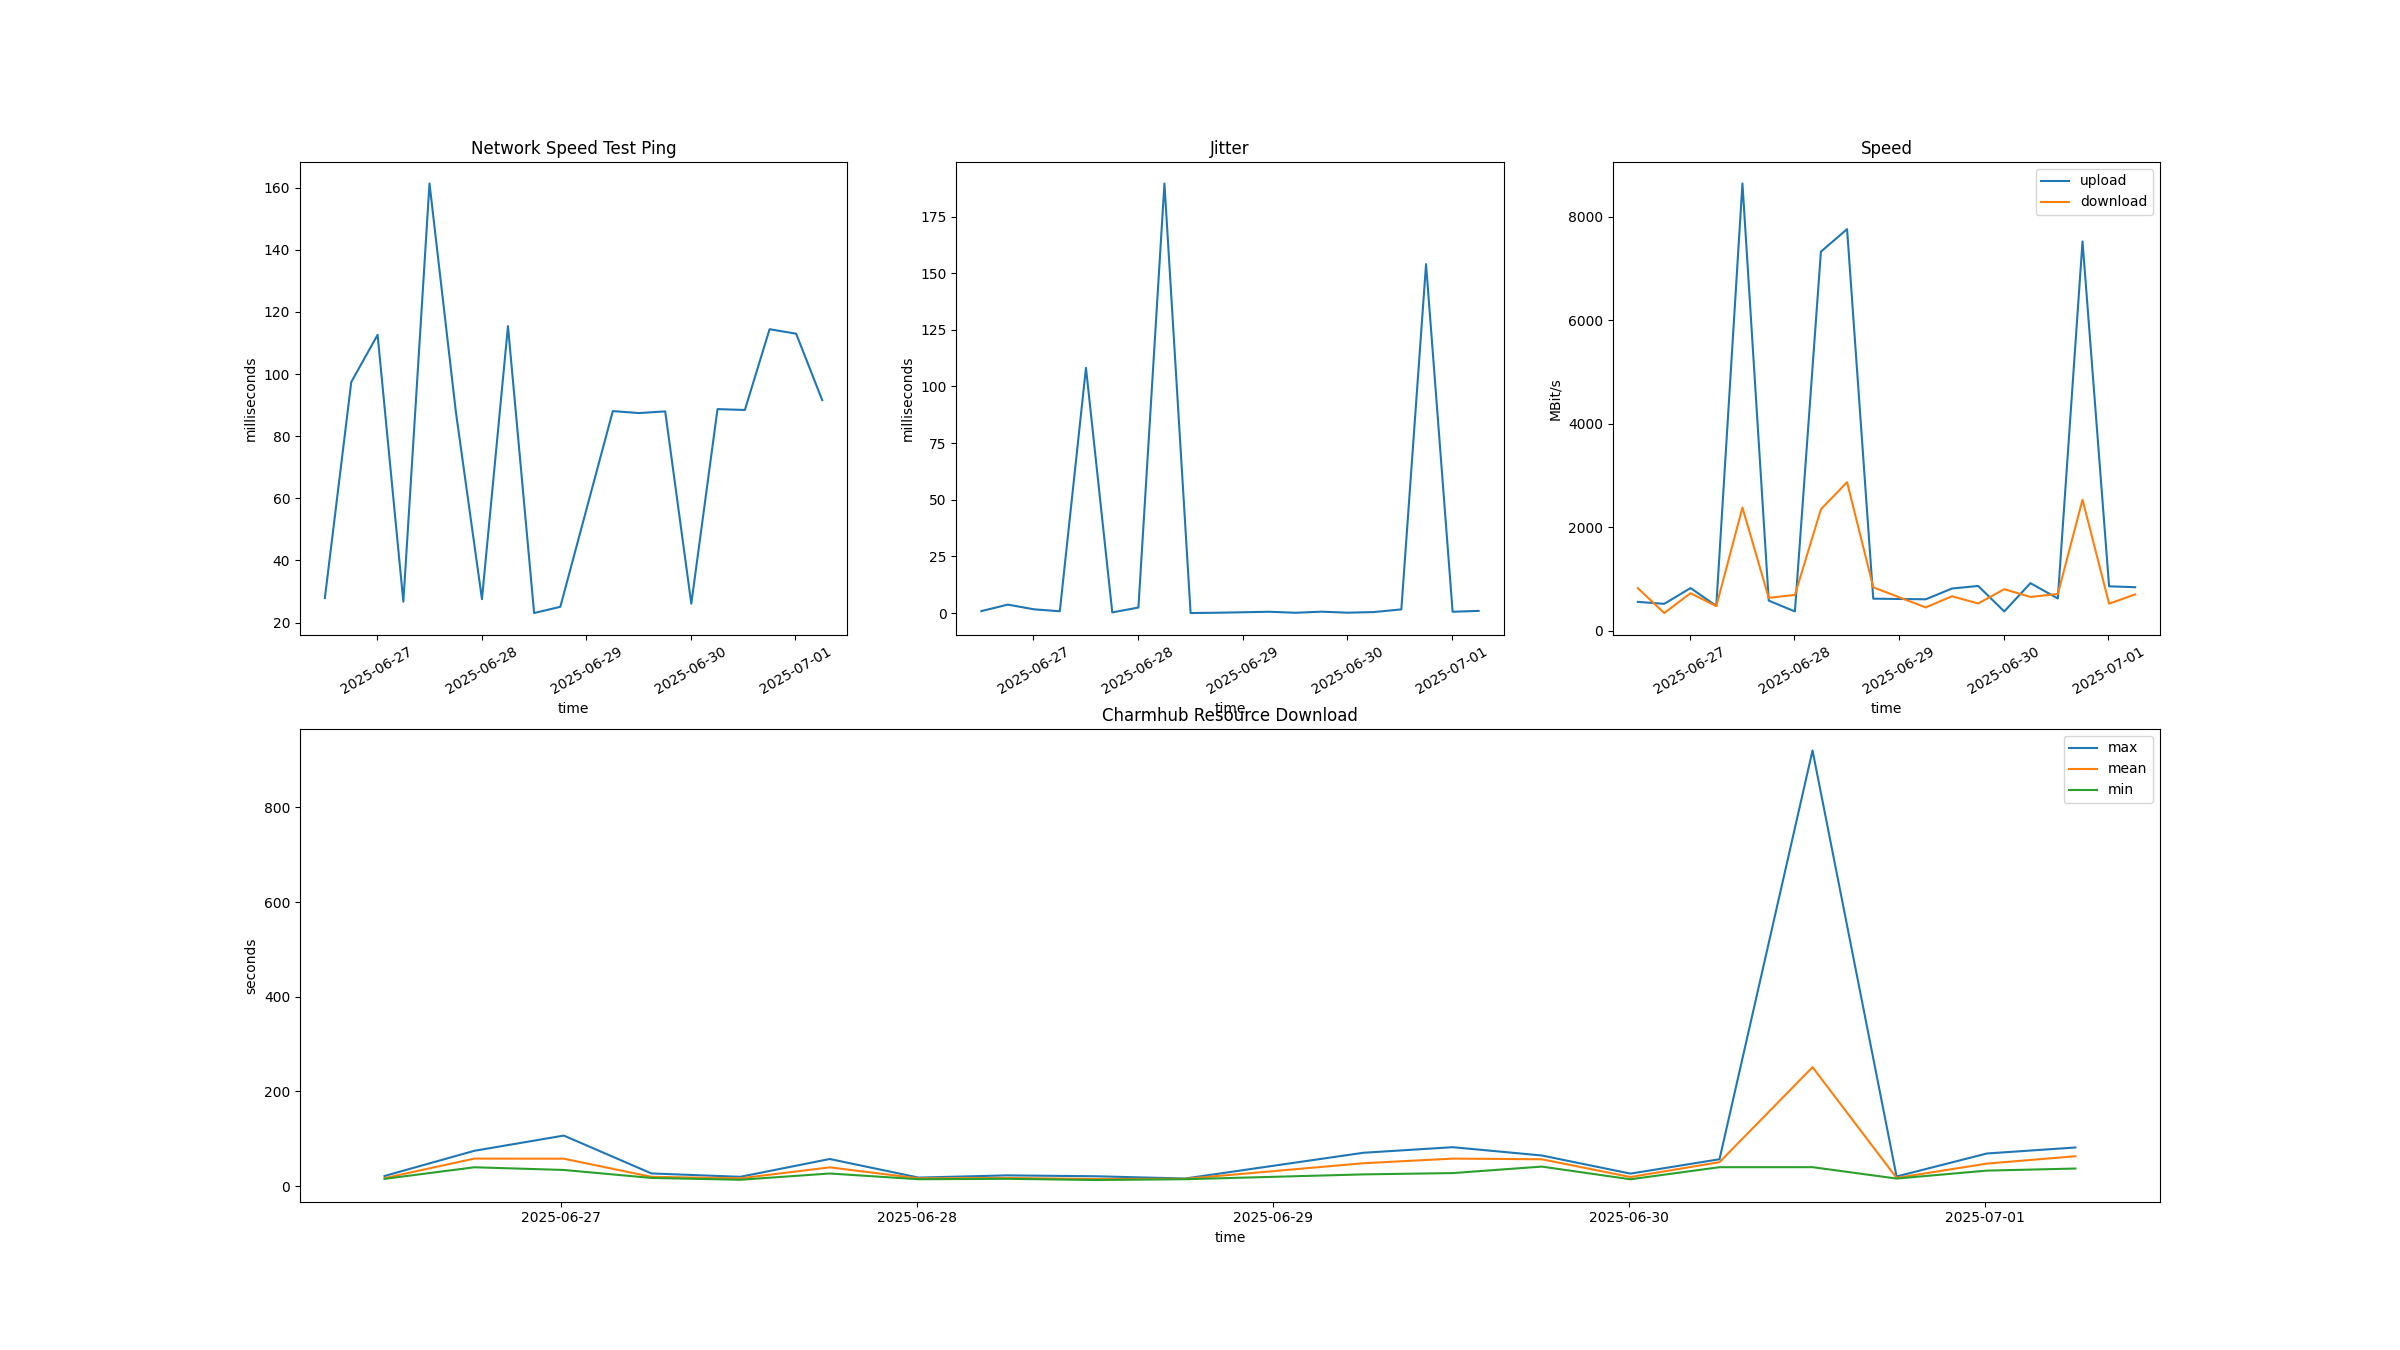 Network Speed Test Ping
milliseconds
160
140
120
100
80
60
40
20
2025-06-27
2025-06-28
2025-06-29
2025-06-30
2025-07-01
time
Jitter
milliseconds
175
150
125
100
75
50
25
0
2025-06-27
2025-06-28
2025-06-29
2025-06-30
2025-07-01
time
Speed
MBit/s
8000
6000
4000
2000
0
upload
download
2025-06-27
2025-06-28
2025-06-29
2025-06-30
2025-07-01
time
Charmhub Resource Download
seconds
800
600
400
200
0
max
mean
min
2025-06-27
2025-06-28
2025-06-29
2025-06-30
2025-07-01
time